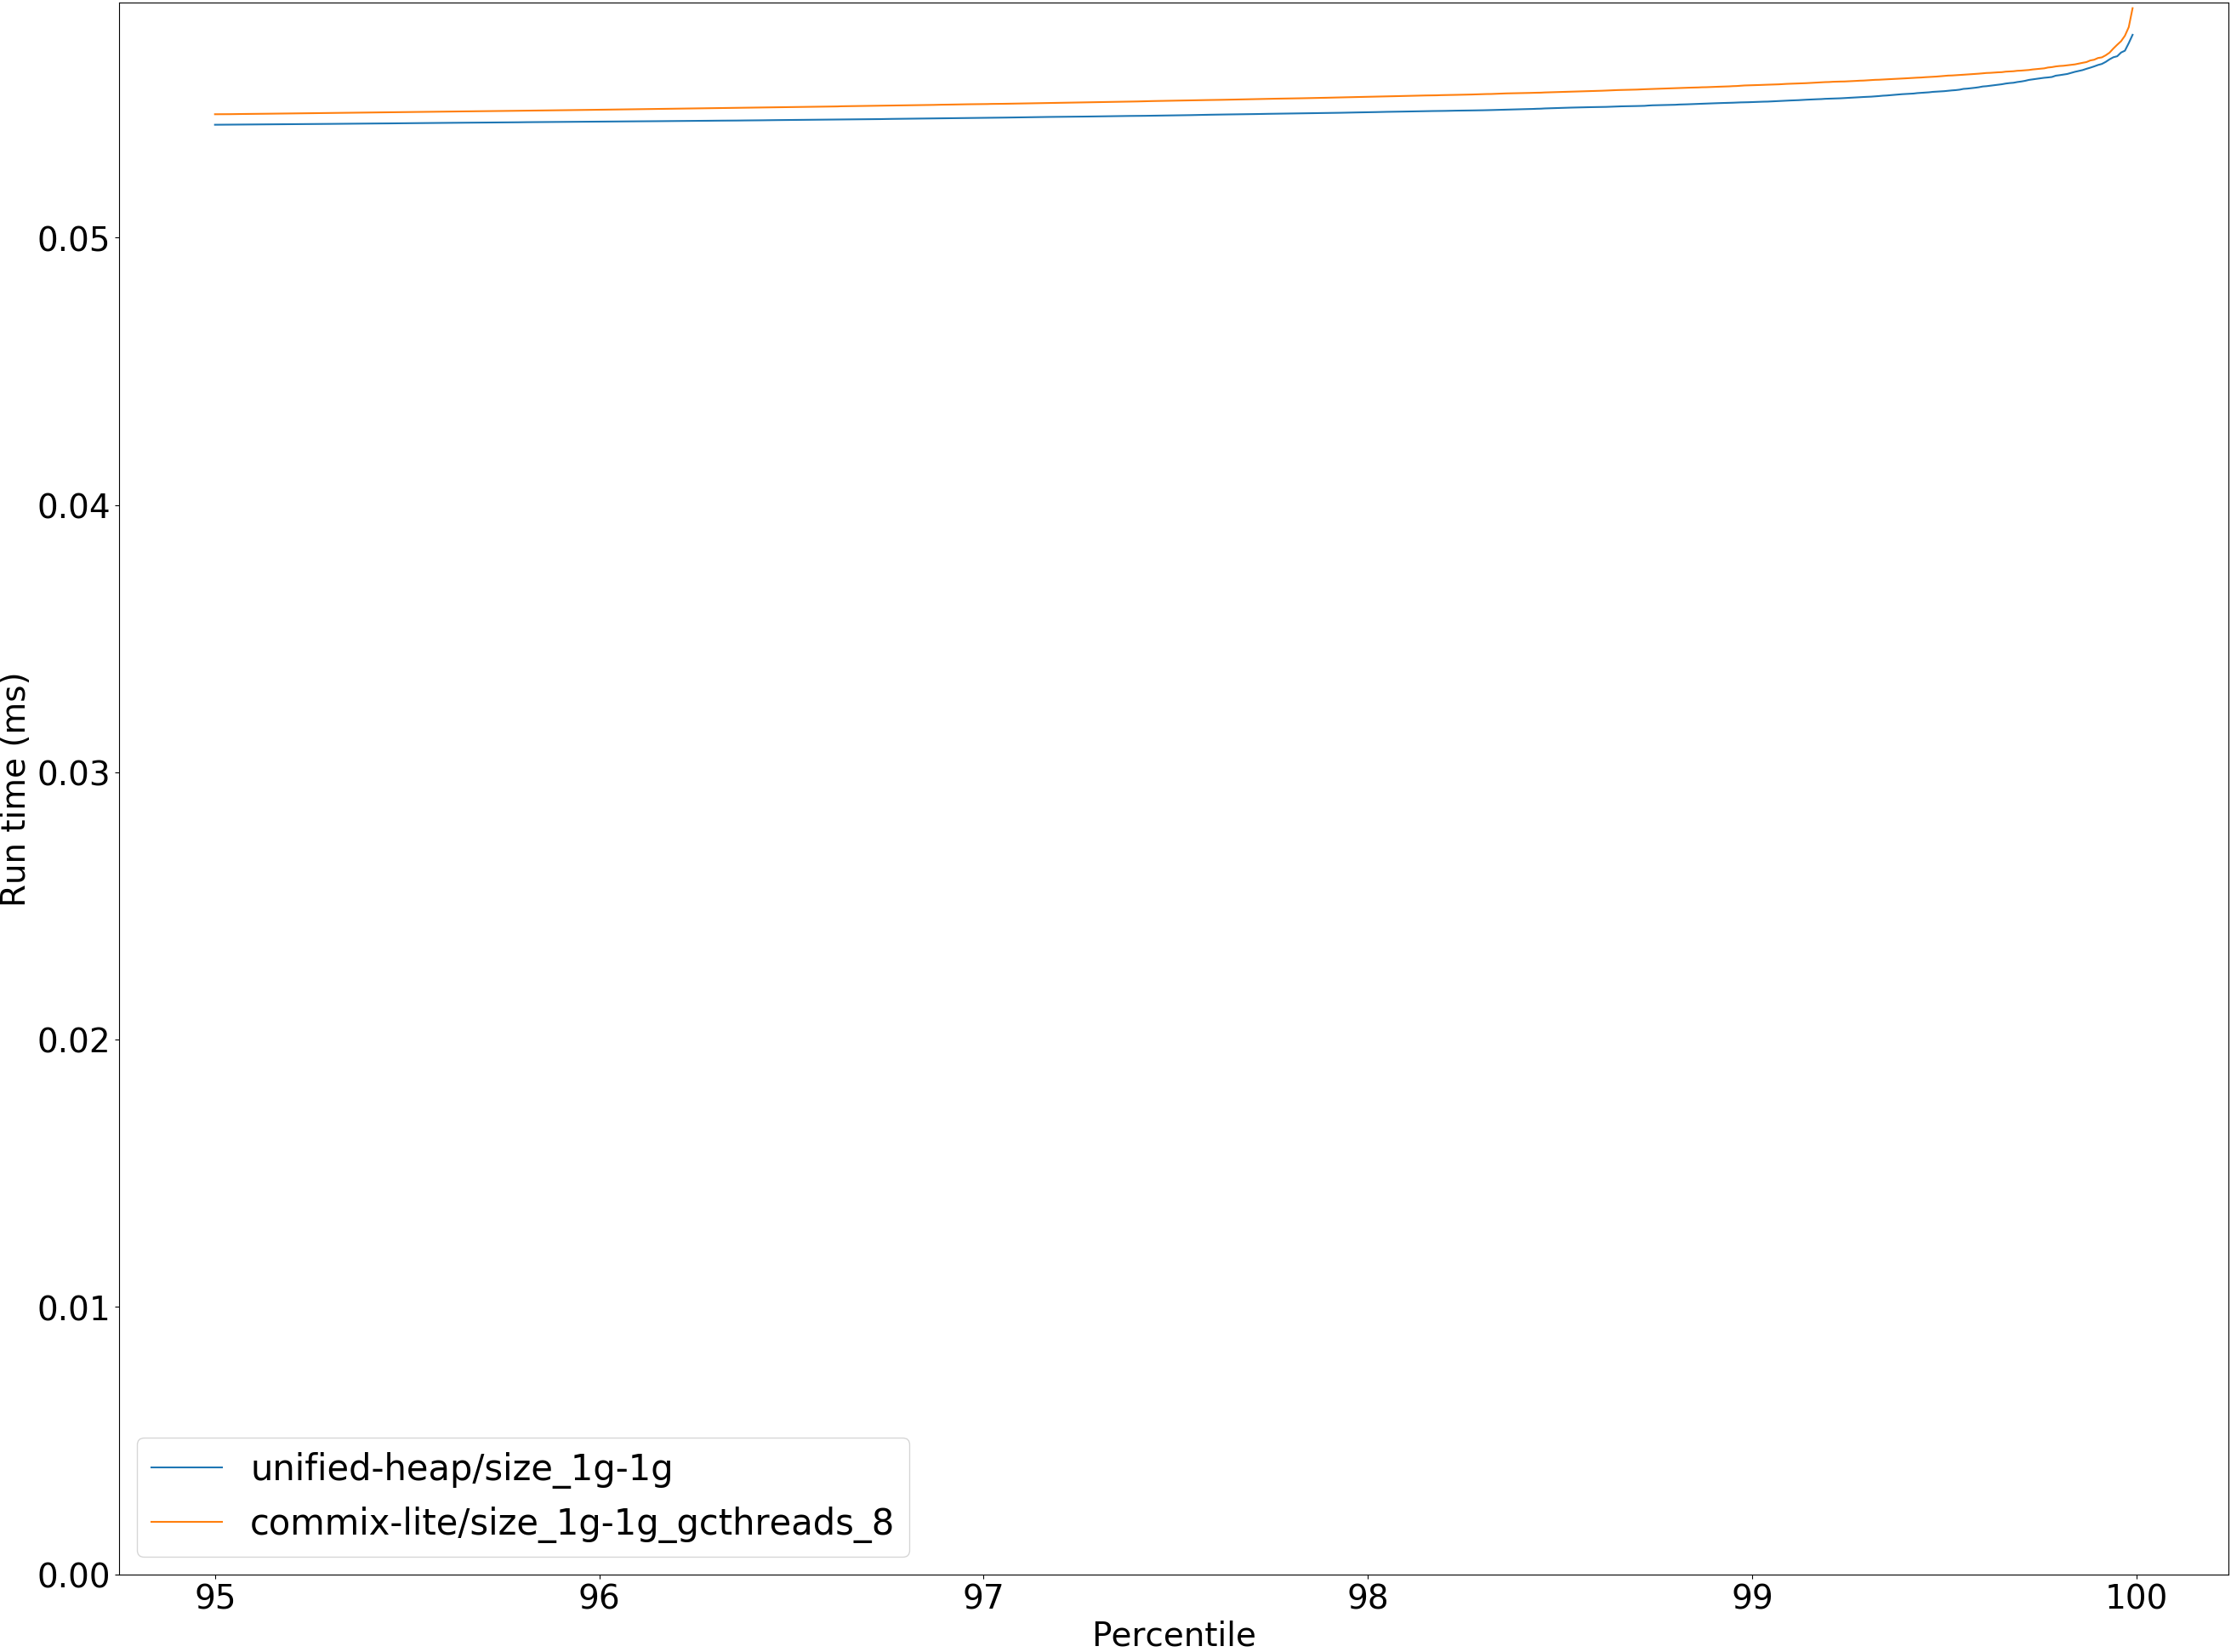 0.05
0.04
0.03
0.02
0.01
0.00
Run time (ms)
unified-heap/size_1g-1g
commix-lite/size_1g-1g_gcthreads_8
95 96 97 98 99 100
Percentile